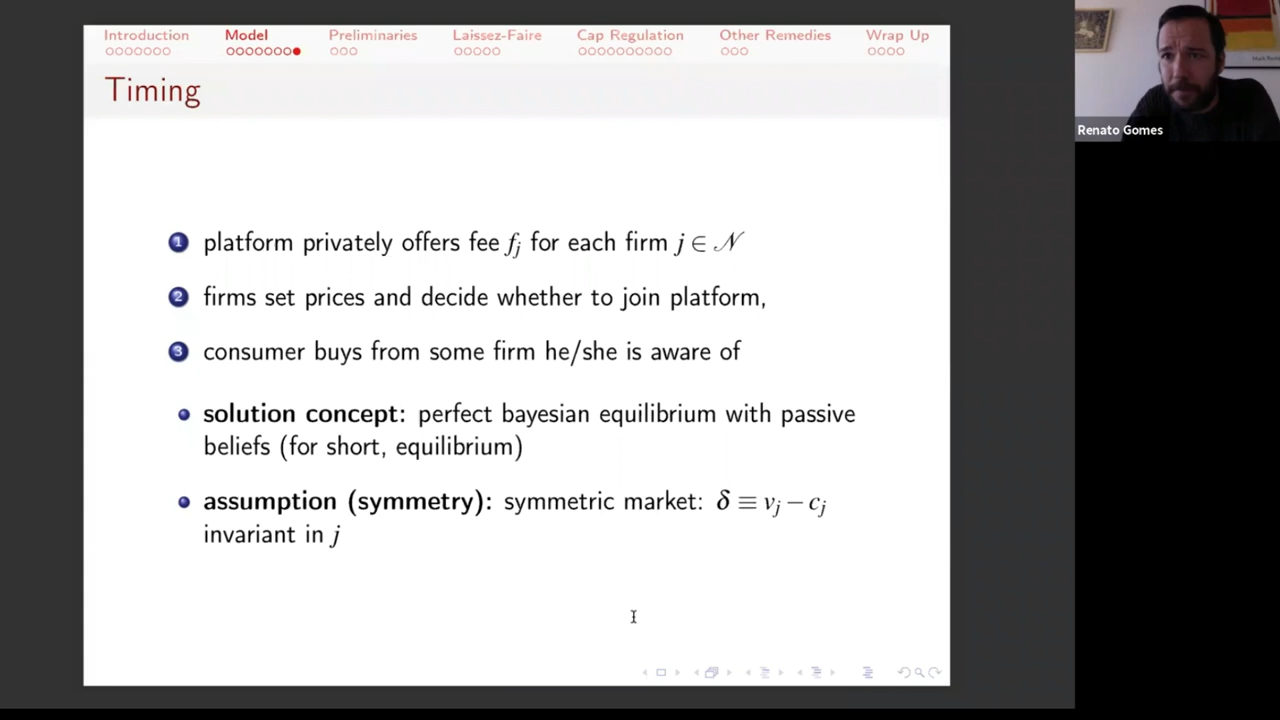 Introduction Model Preliminaries Laissez-Faire Cap Regulation Other Remedies Wrap Up
Timing
1 platform privately offers fee f_j for each firm j ∈ 𝒩
2 firms set prices and decide whether to join platform,
3 consumer buys from some firm he/she is aware of
solution concept: perfect bayesian equilibrium with passive
beliefs (for short, equilibrium)
assumption (symmetry): symmetric market: δ ≡ v_j − c_j
invariant in j
Renato Gomes